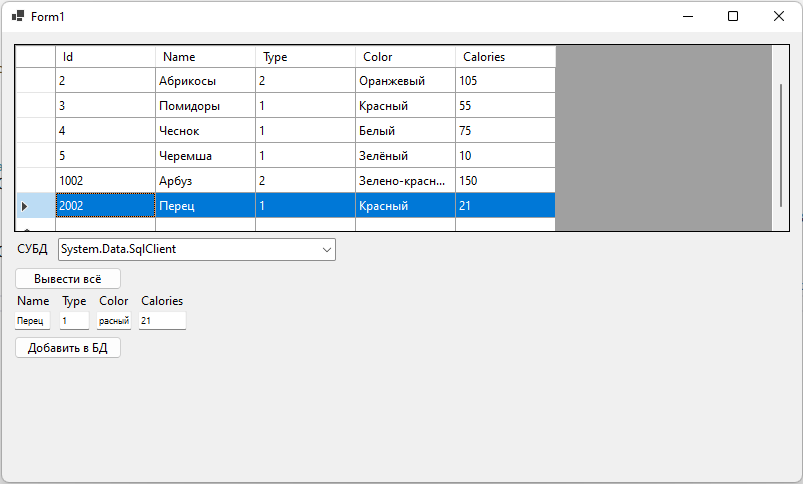 Form1
Id Name Type Color Calories
2 Абрикосы 2 Оранжевый 105
3 Помидоры 1 Красный 55
4 Чеснок 1 Белый 75
5 Черемша 1 Зелёный 10
1002 Арбуз 2 Зелено-красн... 150
2002 Перец 1 Красный 21
СУБД System.Data.SqlClient
Вывести всё
Name Type Color Calories
Перец 1 расный 21
Добавить в БД